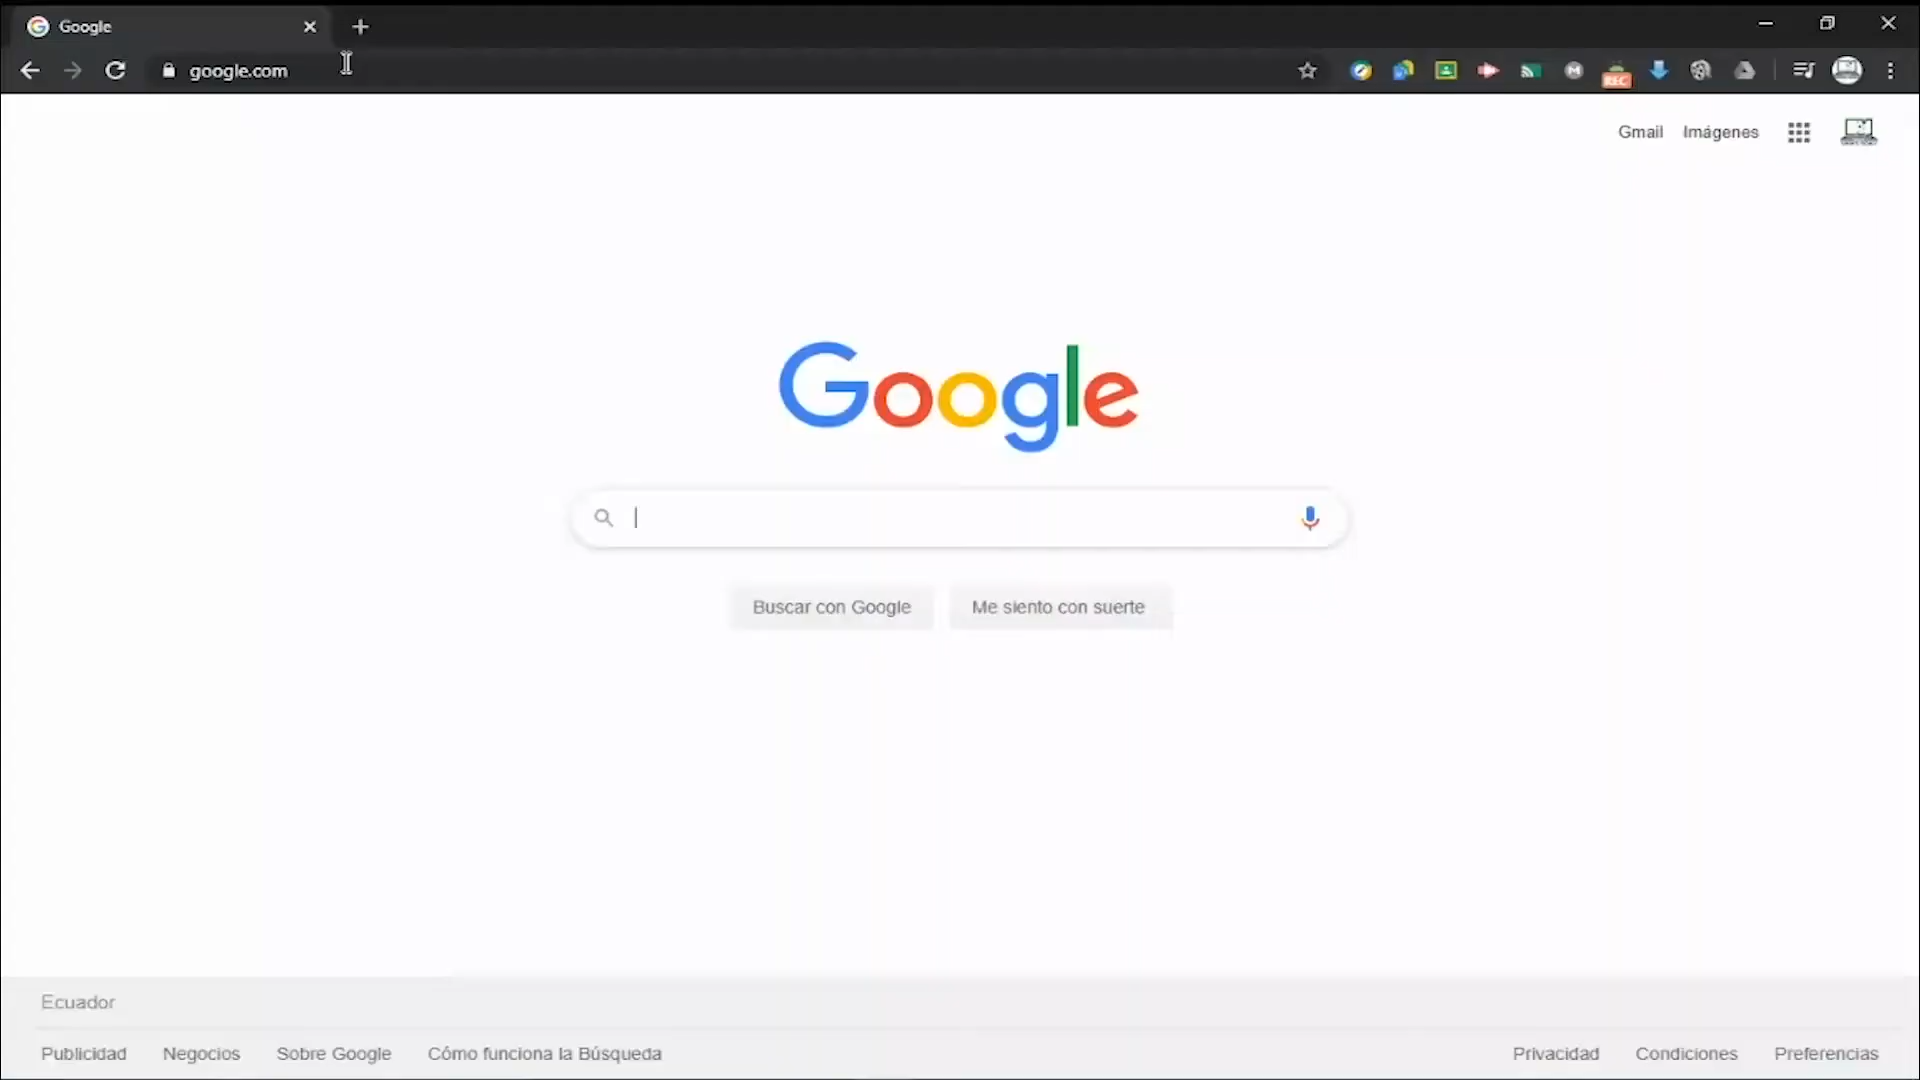 Google
google.com
REC
Gmail Imágenes
Google
Buscar con Google Me siento con suerte
Ecuador
Publicidad Negocios Sobre Google Cómo funciona la Búsqueda Privacidad Condiciones Preferencias